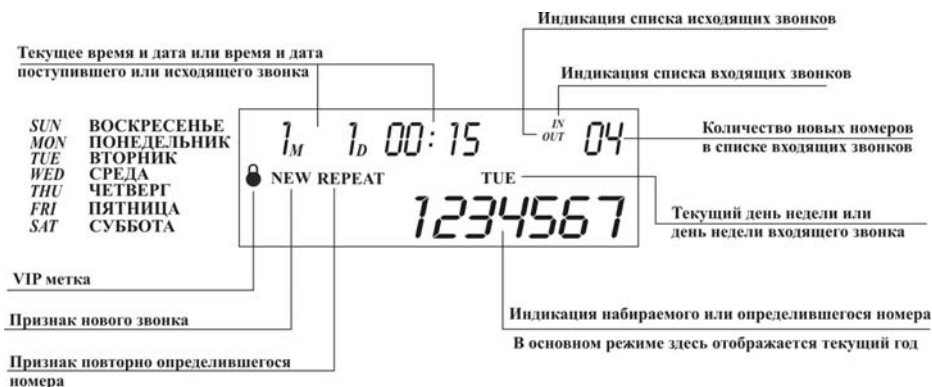 Индикация списка исходящих звонков
Текущее время и дата или время и дата
поступившего или исходящего звонка
Индикация списка входящих звонков
SUN ВОСКРЕСЕНЬЕ
MON ПОНЕДЕЛЬНИК
TUE ВТОРНИК
WED СРЕДА
THU ЧЕТВЕРГ
FRI ПЯТНИЦА
SAT СУББОТА
1M 1D 00:15 IN OUT 04
NEW REPEAT TUE
1234567
Количество новых номеров
в списке входящих звонков
Текущий день недели или
день недели входящего звонка
VIP метка
Признак нового звонка
Признак повторно определившегося
номера
Индикация набираемого или определившегося номера
В основном режиме здесь отображается текущий год